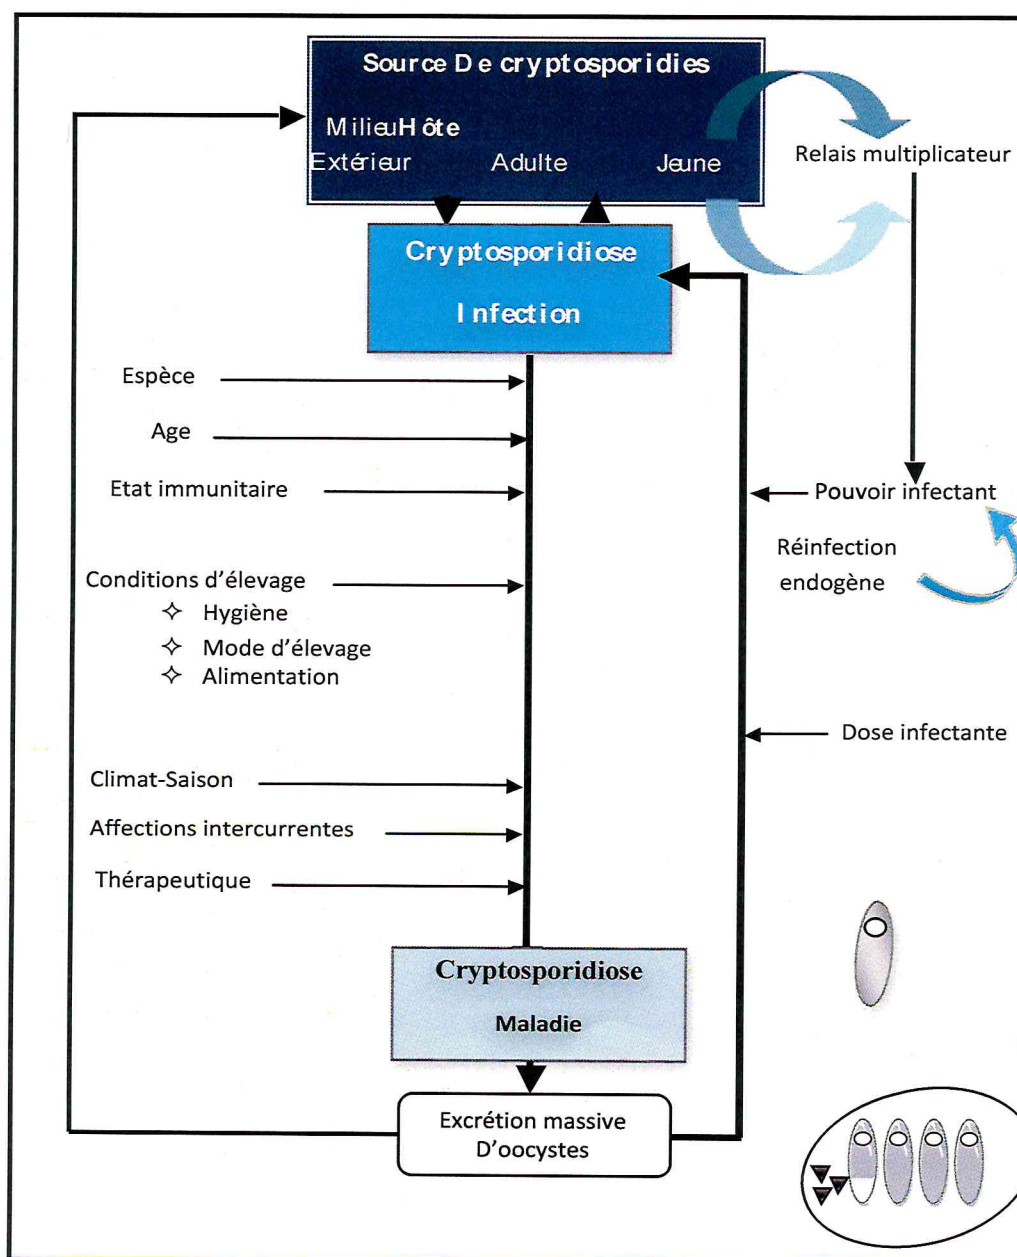 Source De cryptosporidies
MilieuHôte
Extérieur Adulte Jeune
Relais multiplicateur
Cryptosporidiose
Infection
Espèce
Age
Etat immunitaire
Pouvoir infectant
Réinfection
endogène
Conditions d'élevage
✧ Hygiène
✧ Mode d'élevage
✧ Alimentation
Dose infectante
Climat-Saison
Affections intercurrentes
Thérapeutique
Cryptosporidiose
Maladie
Excrétion massive
D'oocystes